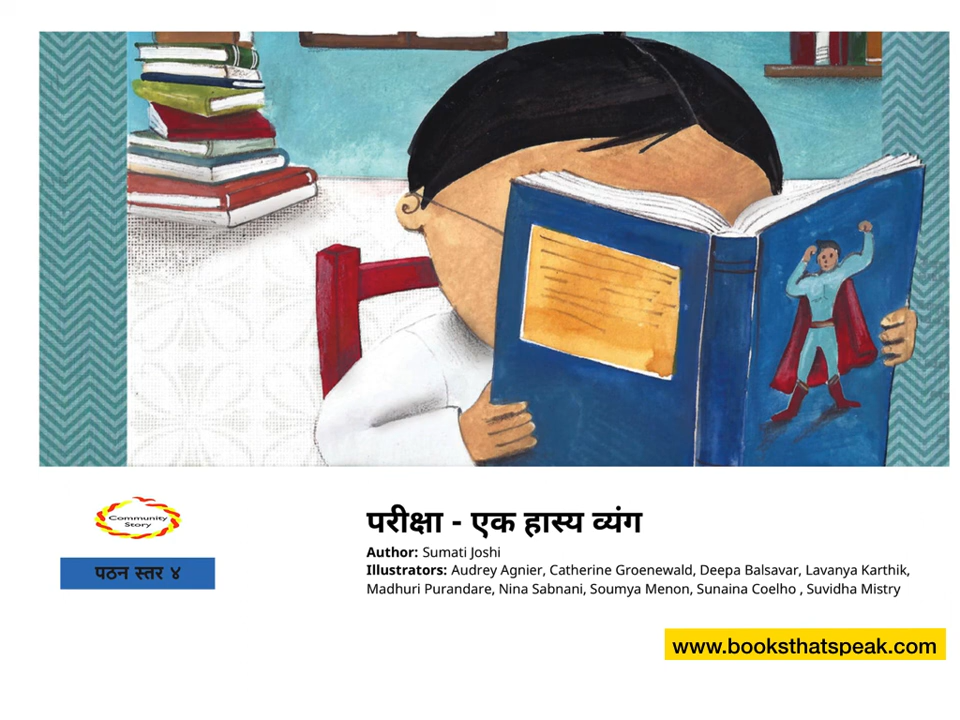 Community
Story
पठन स्तर ४
परीक्षा - एक हास्य व्यंग
Author: Sumati Joshi
Illustrators: Audrey Agnier, Catherine Groenewald, Deepa Balsavar, Lavanya Karthik,
Madhuri Purandare, Nina Sabnani, Soumya Menon, Sunaina Coelho , Suvidha Mistry
www.booksthatspeak.com